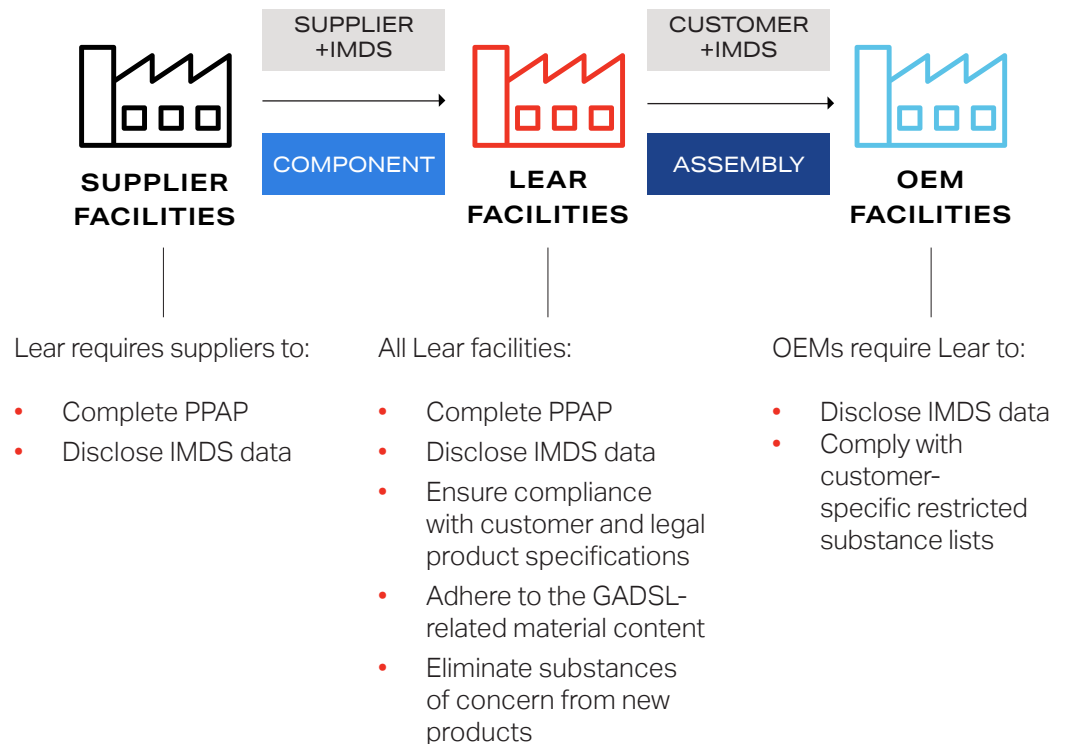 SUPPLIER
+IMDS
CUSTOMER
+IMDS
COMPONENT
ASSEMBLY
SUPPLIER
FACILITIES
LEAR
FACILITIES
OEM
FACILITIES
Lear requires suppliers to:
• Complete PPAP
• Disclose IMDS data
All Lear facilities:
• Complete PPAP
• Disclose IMDS data
• Ensure compliance
with customer and legal
product specifications
• Adhere to the GADSL-
related material content
• Eliminate substances
of concern from new
products
OEMs require Lear to:
• Disclose IMDS data
• Comply with
customer-
specific restricted
substance lists